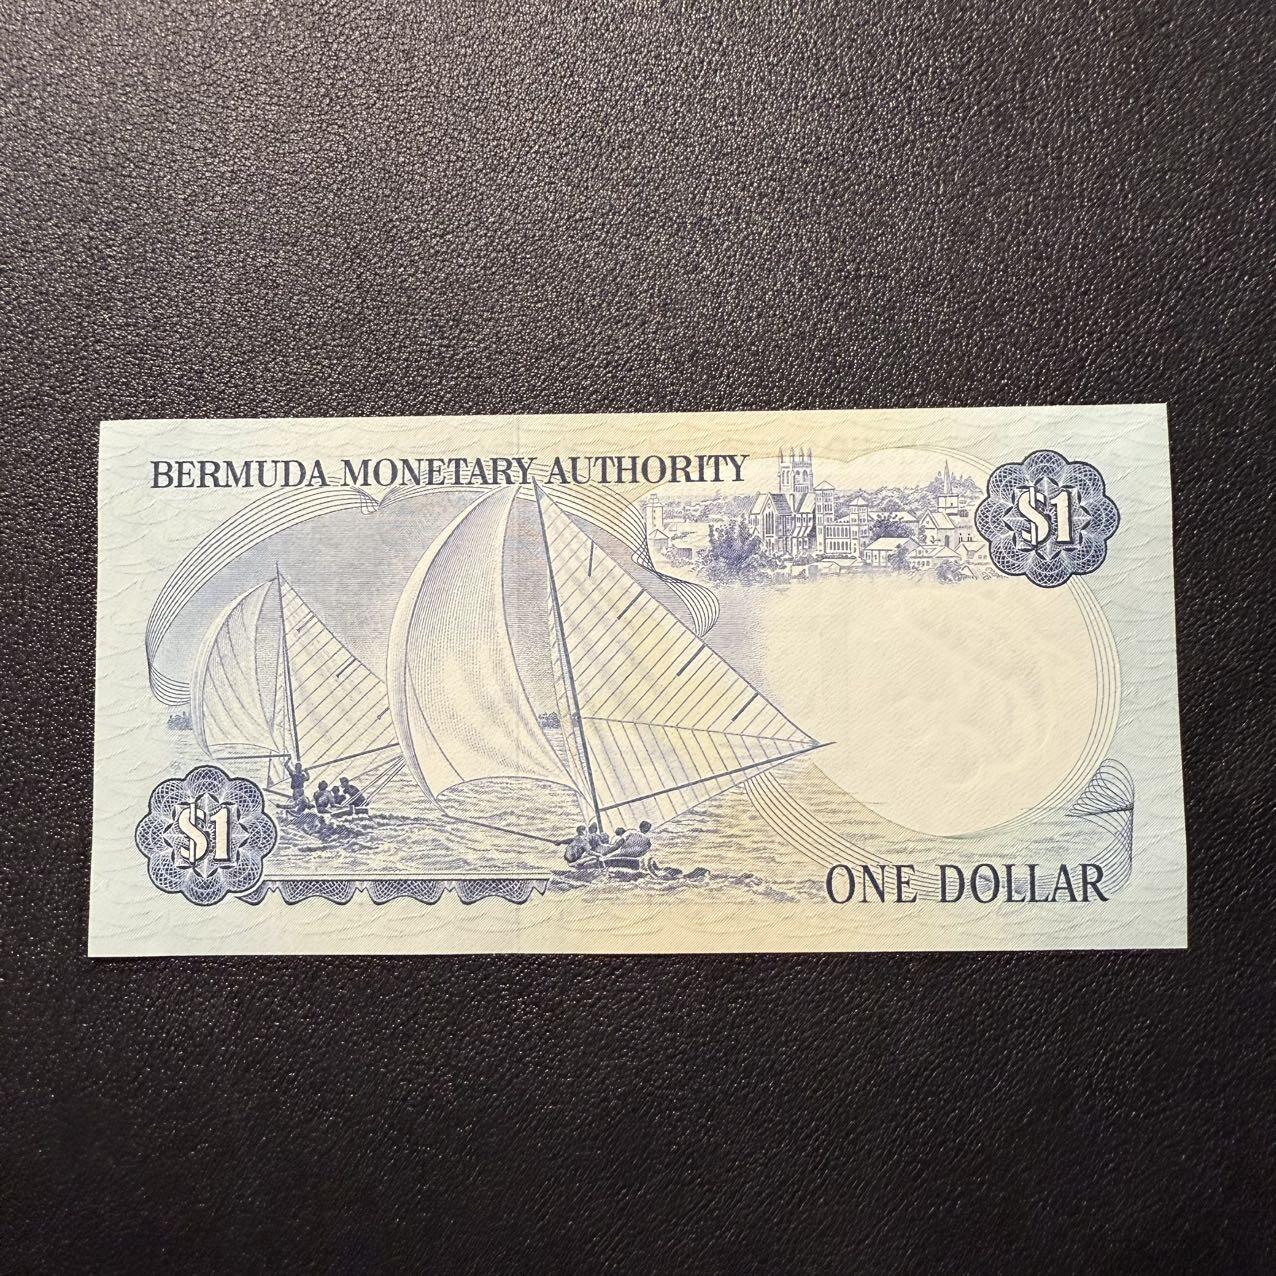 BERMUDA MONETARY AUTHORITY
$1
$1
ONE DOLLAR